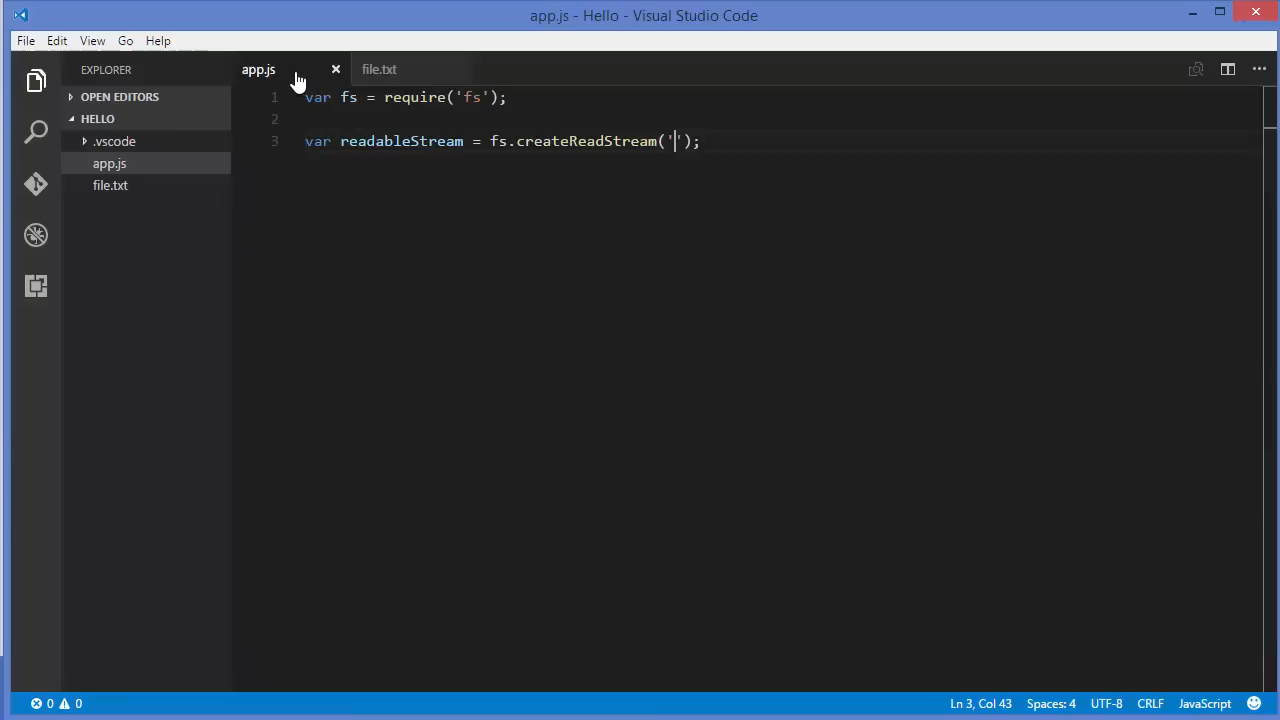 app.js - Hello - Visual Studio Code
File Edit View Go Help
EXPLORER
OPEN EDITORS
HELLO
.vscode
app.js
file.txt
app.js file.txt
1 var fs = require('fs');
2
3 var readableStream = fs.createReadStream('');
0 0
Ln 3, Col 43 Spaces: 4 UTF-8 CRLF JavaScript